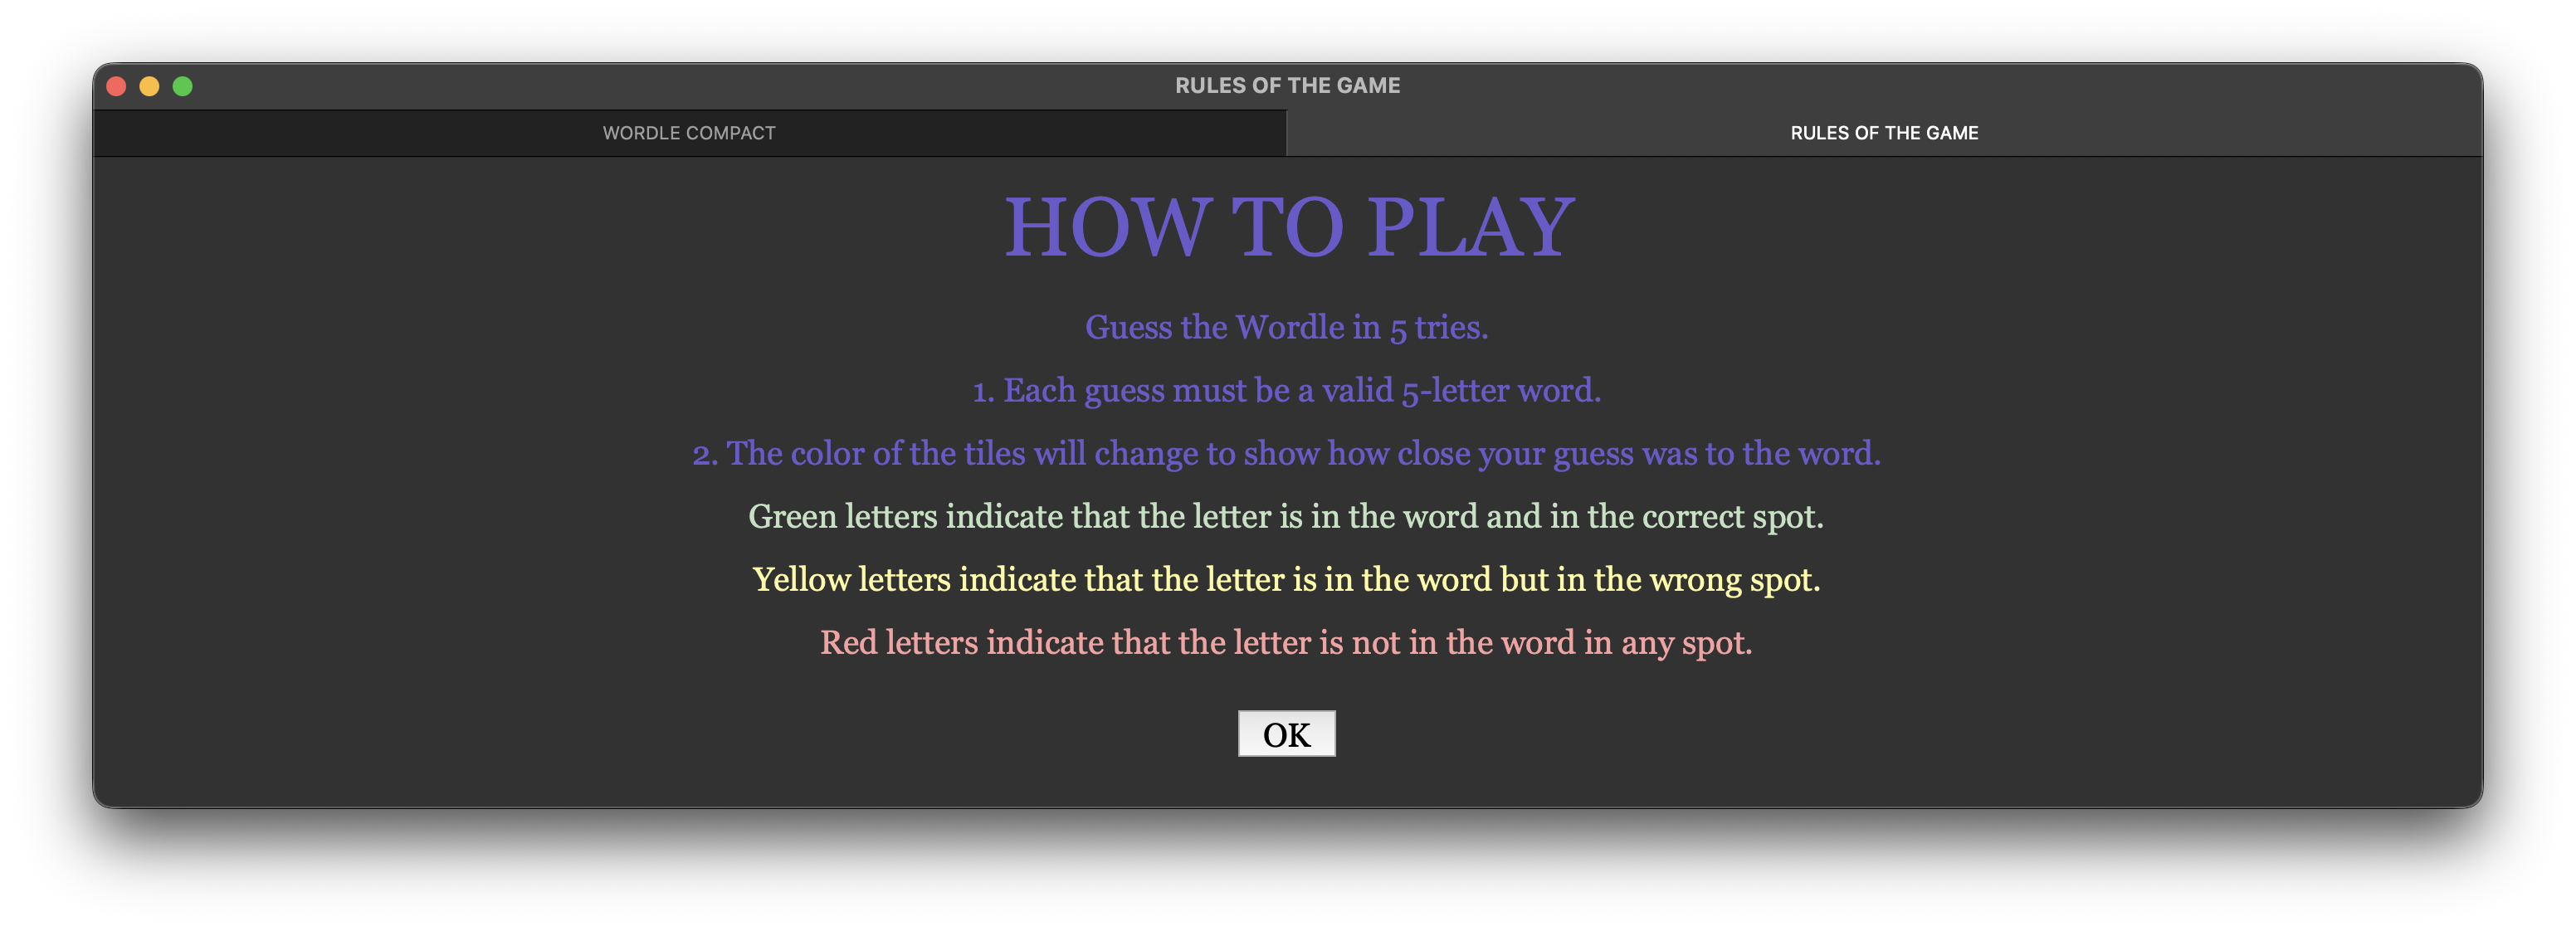 RULES OF THE GAME
WORDLE COMPACT
RULES OF THE GAME
HOW TO PLAY
Guess the Wordle in 5 tries.
1. Each guess must be a valid 5-letter word.
2. The color of the tiles will change to show how close your guess was to the word.
Green letters indicate that the letter is in the word and in the correct spot.
Yellow letters indicate that the letter is in the word but in the wrong spot.
Red letters indicate that the letter is not in the word in any spot.
OK